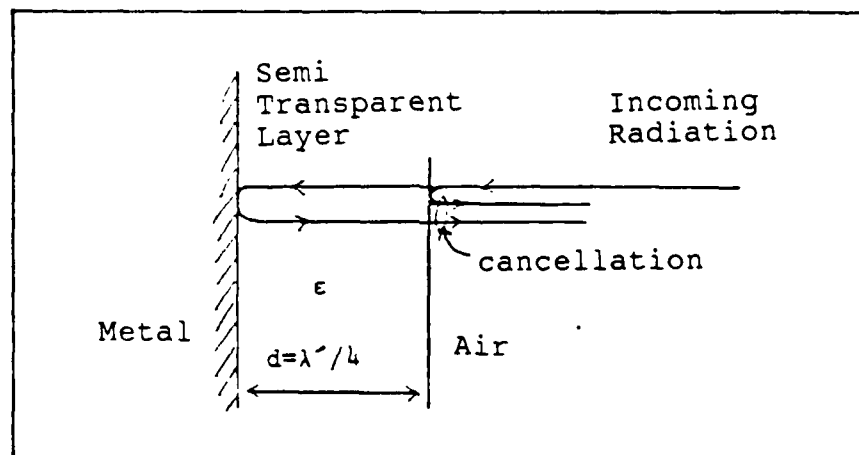 Semi
Transparent
Layer
Incoming
Radiation
cancellation
ε
Metal
d=λ´/4
Air